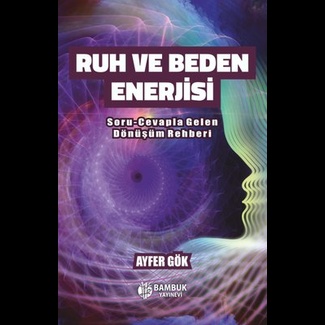 RUH VE BEDEN
ENERJİSİ
Soru-Cevapla Gelen
Dönüşüm Rehberi
AYFER GÖK
BAMBUK
YAYINEVİ